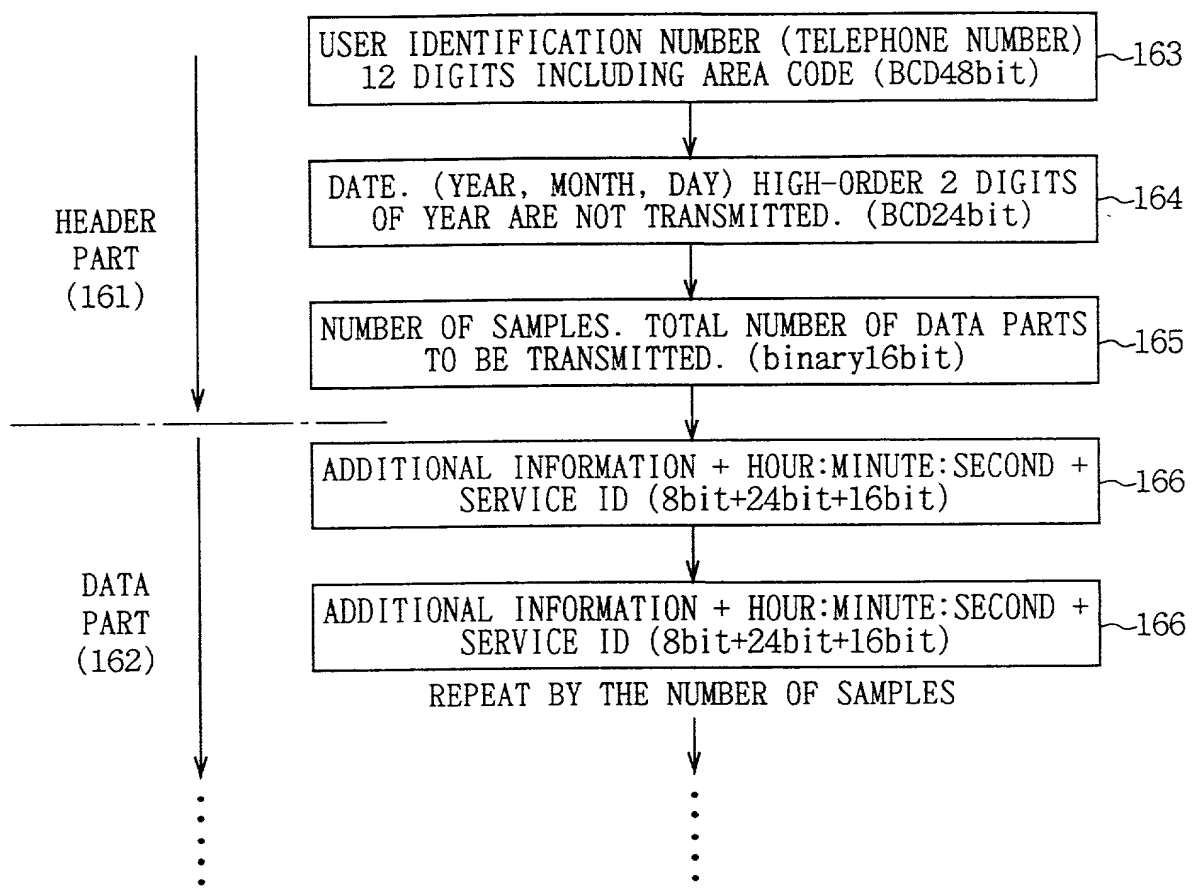 USER IDENTIFICATION NUMBER (TELEPHONE NUMBER)
12 DIGITS INCLUDING AREA CODE (BCD48bit)
163
DATE. (YEAR, MONTH, DAY) HIGH-ORDER 2 DIGITS
OF YEAR ARE NOT TRANSMITTED. (BCD24bit)
164
HEADER
PART
(161)
NUMBER OF SAMPLES. TOTAL NUMBER OF DATA PARTS
TO BE TRANSMITTED. (binary16bit)
165
ADDITIONAL INFORMATION + HOUR:MINUTE:SECOND +
SERVICE ID (8bit+24bit+16bit)
166
DATA
PART
(162)
ADDITIONAL INFORMATION + HOUR:MINUTE:SECOND +
SERVICE ID (8bit+24bit+16bit)
166
REPEAT BY THE NUMBER OF SAMPLES